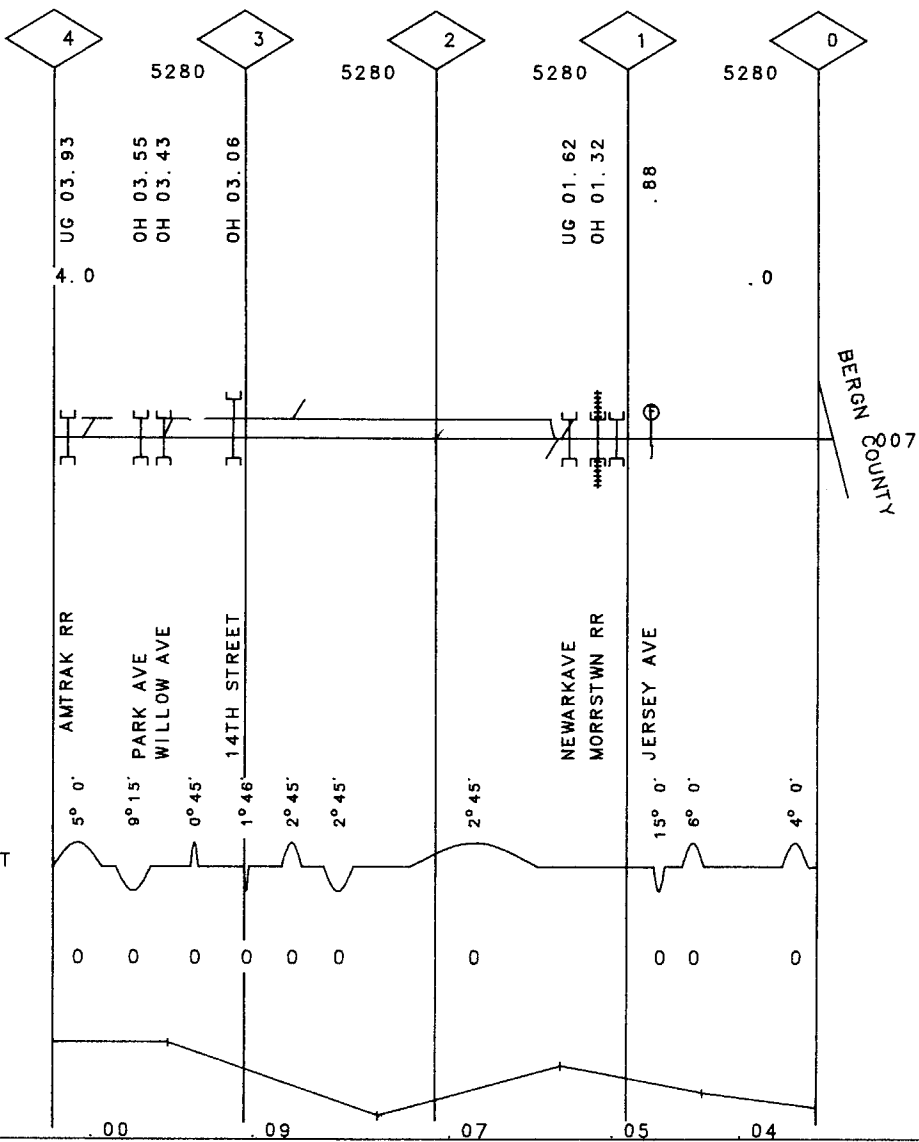 4 3 2 1 0
5280 5280 5280 5280
UG 03.93
OH 03.55
OH 03.43
OH 03.06
UG 01.62
OH 01.32
.88
4.0
.0
BERGN COUNTY
007
AMTRAK RR
PARK AVE
WILLOW AVE
14TH STREET
NEWARKAVE
MORRSTWN RR
JERSEY AVE
5° 0' 9°15' 0°45' 1°46' 2°45' 2°45' 2°45' 15° 0' 6° 0' 4° 0'
T
0 0 0 0 0 0 0 0 0 0
.00 .09 .07 .05 .04